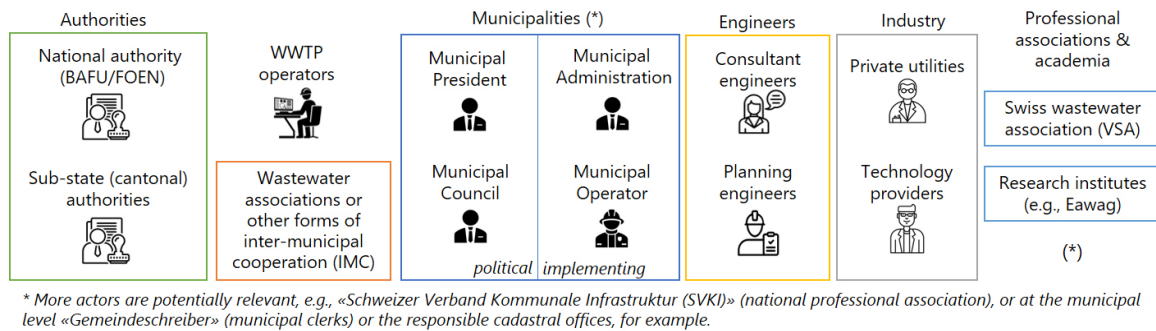 Authorities
National authority
(BAFU/FOEN)
Sub-state (cantonal)
authorities
WWTP
operators
Wastewater
associations or
other forms of
inter-municipal
cooperation (IMC)
Municipalities (*)
Municipal
President
Municipal
Council
political
Municipal
Administration
Municipal
Operator
implementing
Engineers
Consultant
engineers
Planning
engineers
Industry
Private utilities
Technology
providers
Professional
associations &
academia
Swiss wastewater
association (VSA)
Research institutes
(e.g., Eawag)
(*)
* More actors are potentially relevant, e.g., «Schweizer Verband Kommunale Infrastruktur (SVKI)» (national professional association), or at the municipal
level «Gemeindeschreiber» (municipal clerks) or the responsible cadastral offices, for example.